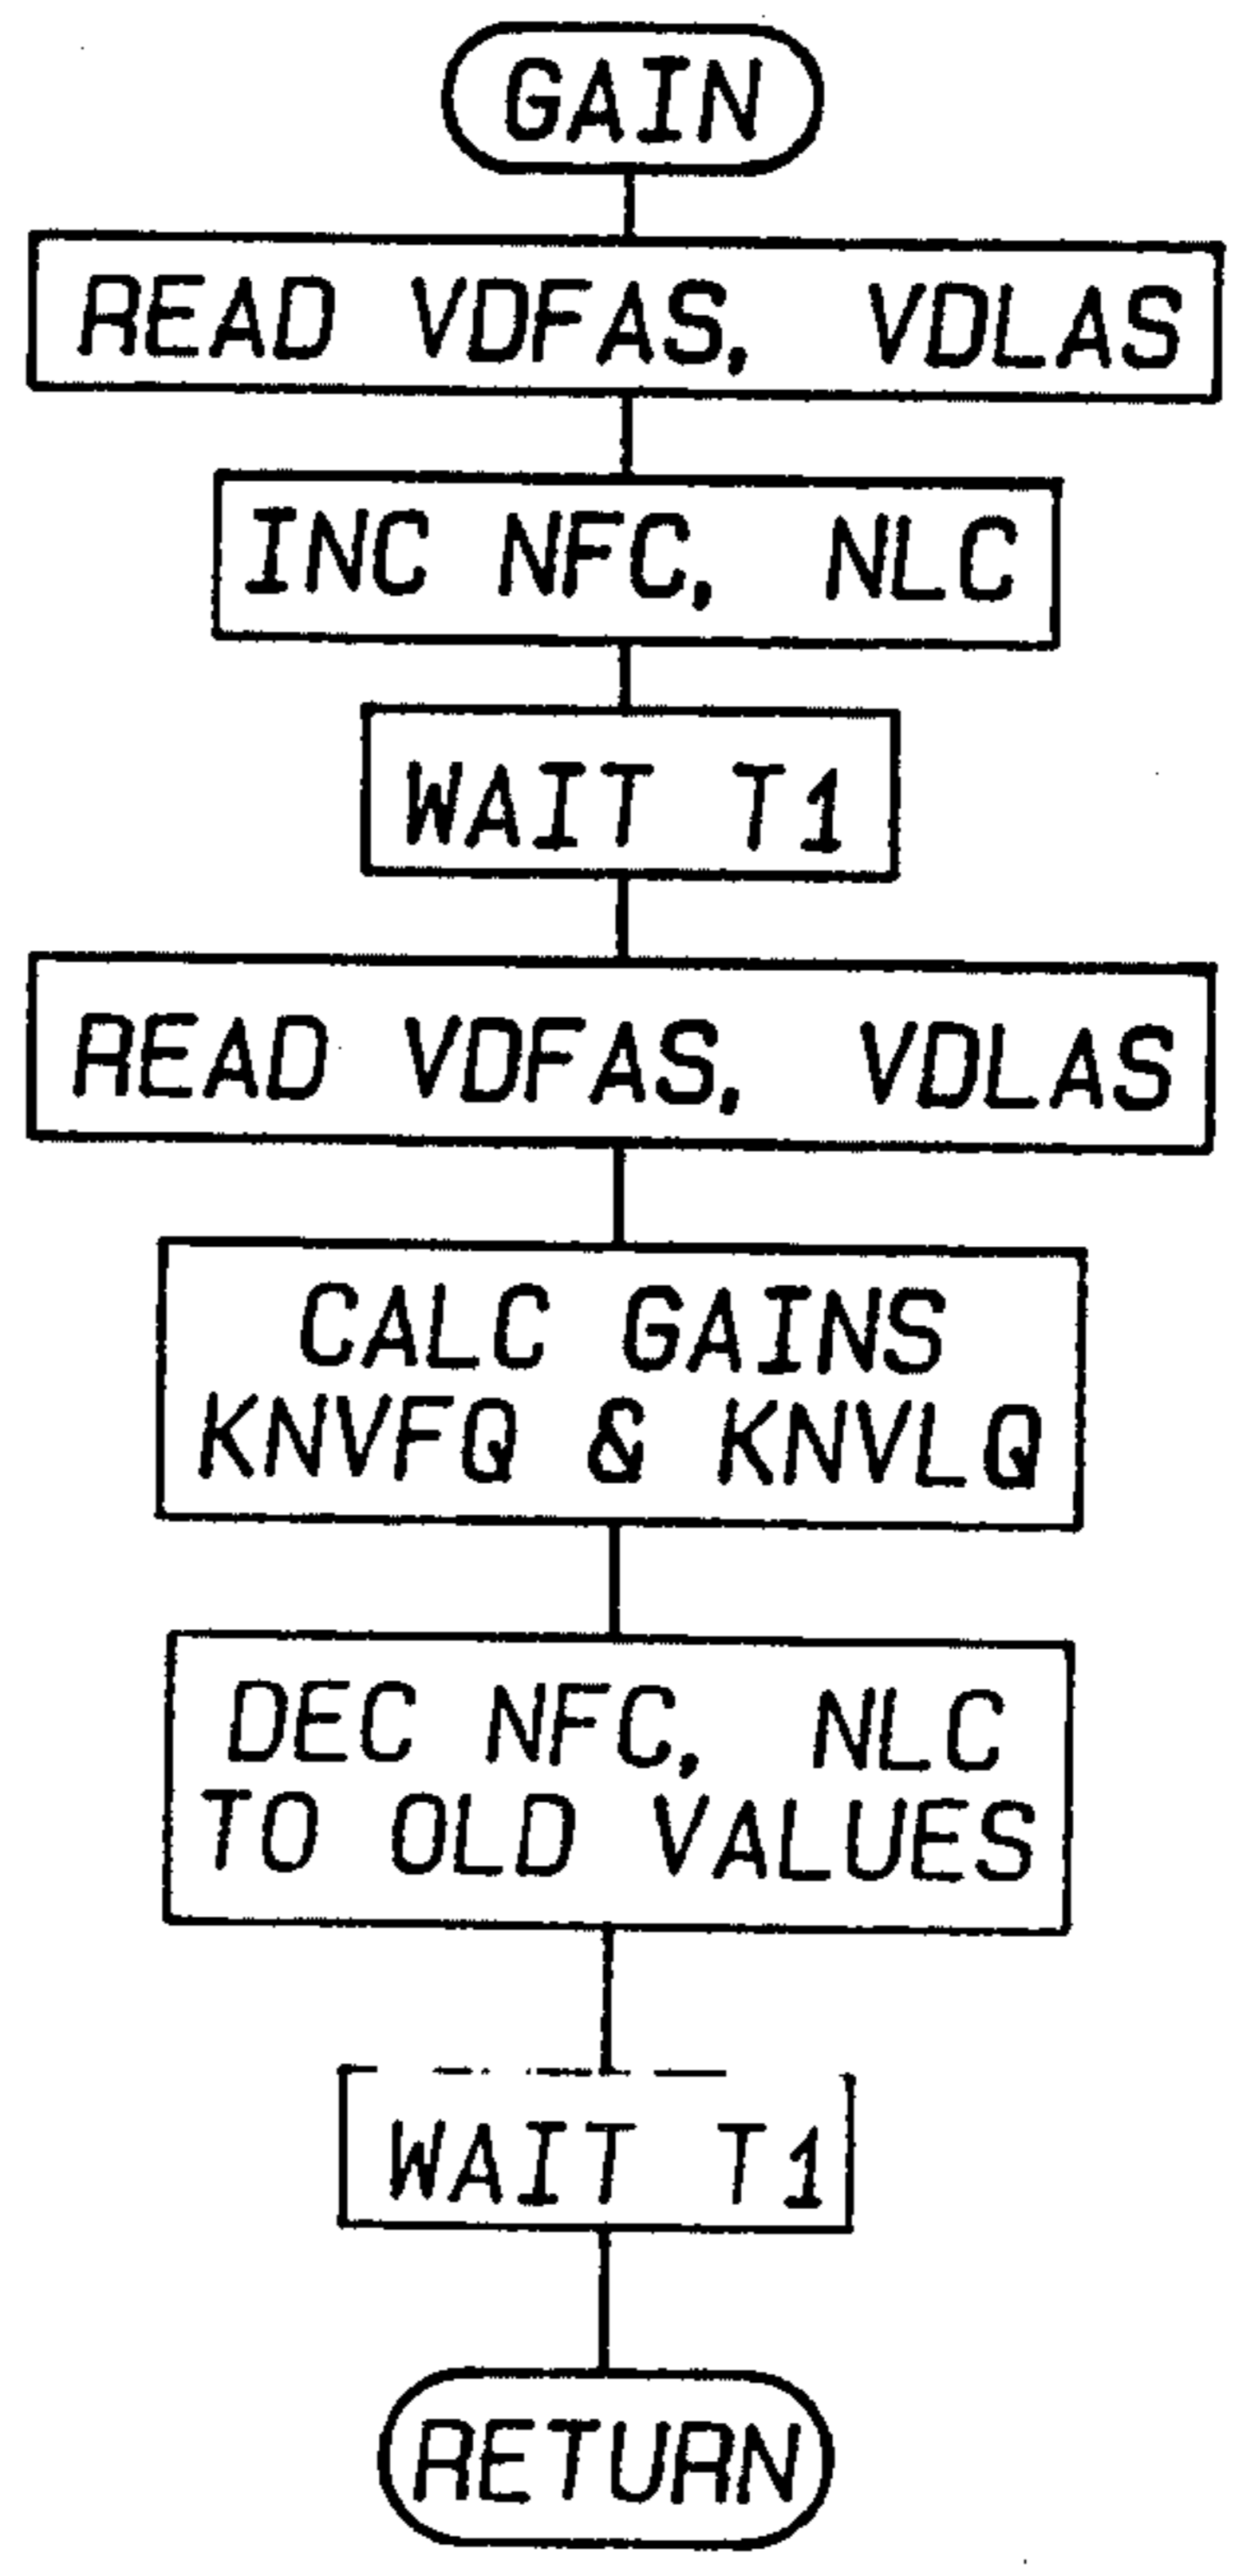 GAIN
READ VDFAS, VDLAS
INC NFC, NLC
WAIT T1
READ VDFAS, VDLAS
CALC GAINS
KNVFQ & KNVLQ
DEC NFC, NLC
TO OLD VALUES
WAIT T1
RETURN